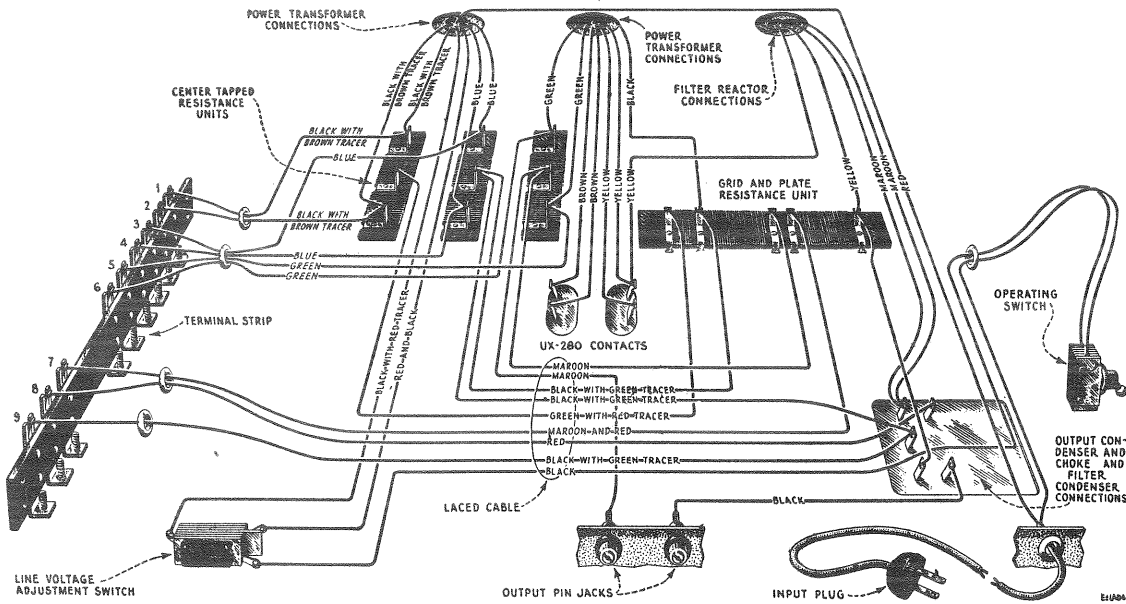 POWER TRANSFORMER
CONNECTIONS
POWER
TRANSFORMER
CONNECTIONS
FILTER REACTOR
CONNECTIONS
CENTER TAPPED
RESISTANCE
UNITS
BLACK WITH
BROWN TRACER
BLACK WITH
BROWN TRACER
BLUE
BLUE
GREEN
GREEN
BLACK
BROWN
BROWN
YELLOW
YELLOW
YELLOW
YELLOW
MAROON
MAROON
RED
BLACK WITH
BROWN TRACER
BLUE
BLACK WITH
BROWN TRACER
BLUE
GREEN
GREEN
GRID AND PLATE
RESISTANCE UNIT
1
2
3
4
5
6
7
8
9
TERMINAL STRIP
OPERATING
SWITCH
UX-280 CONTACTS
BLACK-WITH-RED-TRACER
RED-AND-BLACK
MAROON
MAROON
BLACK WITH GREEN TRACER
BLACK WITH GREEN TRACER
GREEN WITH RED TRACER
MAROON AND RED
RED
BLACK WITH GREEN TRACER
BLACK
OUTPUT CON-
DENSER AND
CHOKE AND
FILTER
CONDENSER
CONNECTIONS
LACED CABLE
BLACK
LINE VOLTAGE
ADJUSTMENT SWITCH
OUTPUT PIN JACKS
INPUT PLUG